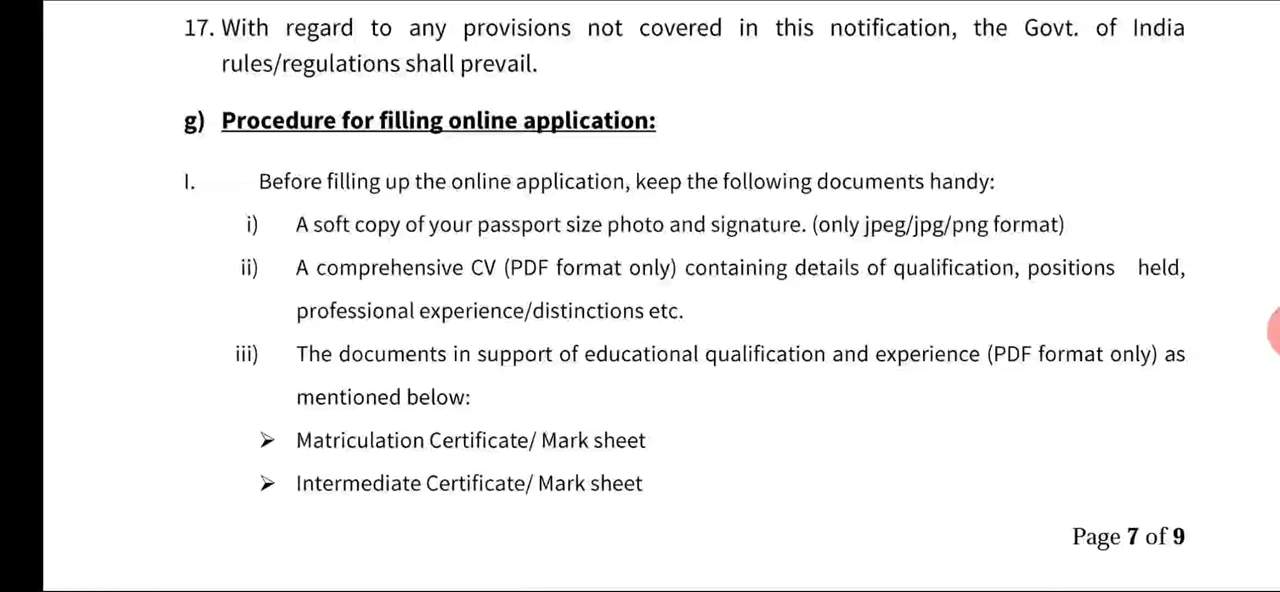 17. With regard to any provisions not covered in this notification, the Govt. of India
rules/regulations shall prevail.
g) Procedure for filling online application:
I. Before filling up the online application, keep the following documents handy:
i) A soft copy of your passport size photo and signature. (only jpeg/jpg/png format)
ii) A comprehensive CV (PDF format only) containing details of qualification, positions held,
professional experience/distinctions etc.
iii) The documents in support of educational qualification and experience (PDF format only) as
mentioned below:
➢ Matriculation Certificate/ Mark sheet
➢ Intermediate Certificate/ Mark sheet
Page 7 of 9